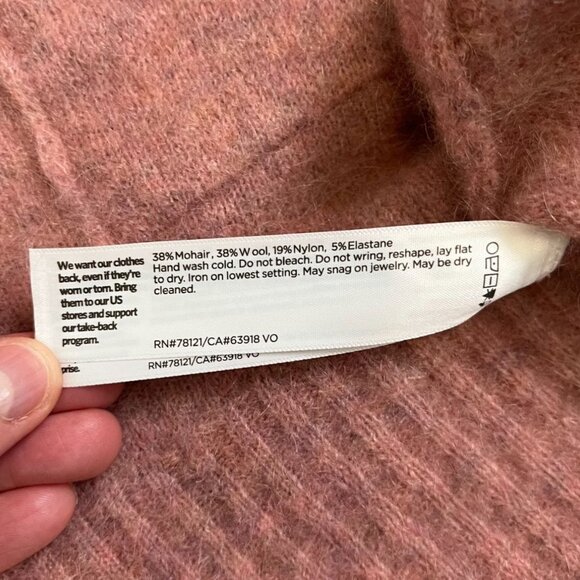 We want our clothes
back, even if they're
worn or torn. Bring
them to our US
stores and support
our take-back
program.
38% Mohair, 38% Wool, 19% Nylon, 5% Elastane
Hand wash cold. Do not bleach. Do not wring, reshape, lay flat
to dry. Iron on lowest setting. May snag on jewelry. May be dry
cleaned.
RN#78121/CA#63918 VO
prise.
RN#78121/CA#63918 VO